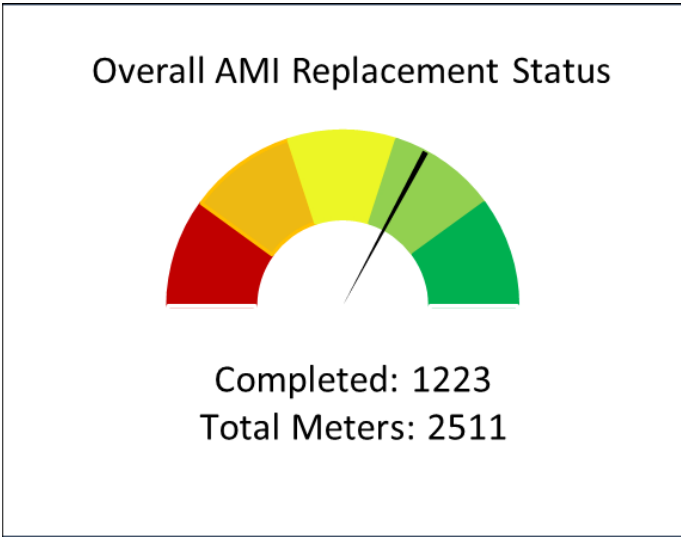 Overall AMI Replacement Status
Completed: 1223
Total Meters: 2511